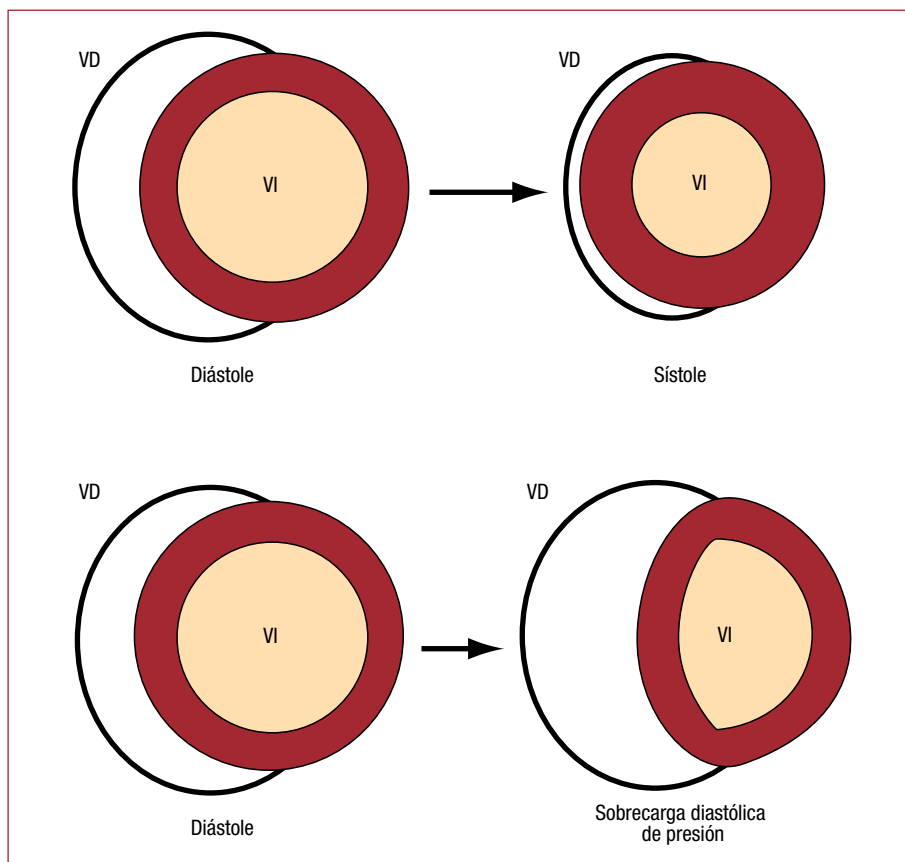 VD
VI
Diástole
VD
VI
Sístole
VD
VI
Diástole
VD
VI
Sobrecarga diastólica
de presión